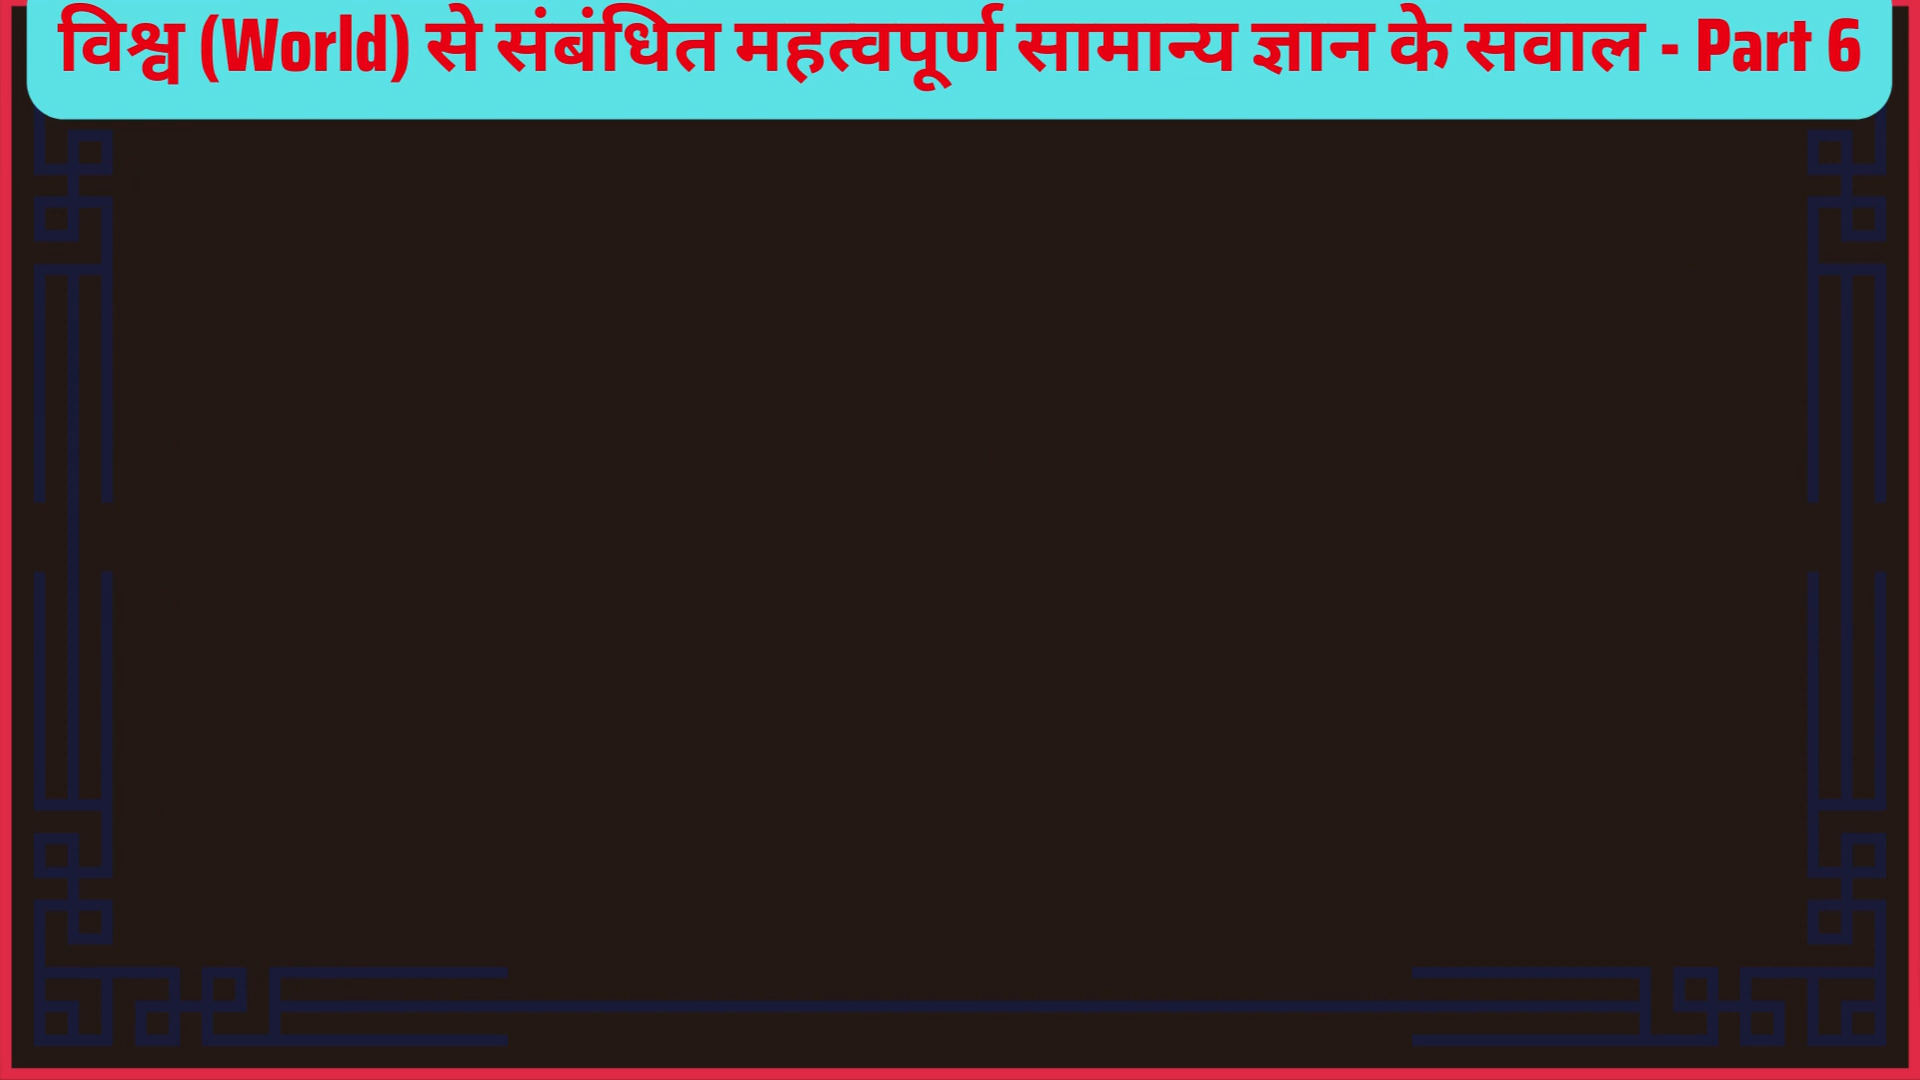 विश्व (World) से संबंधित महत्वपूर्ण सामान्य ज्ञान के सवाल - Part 6